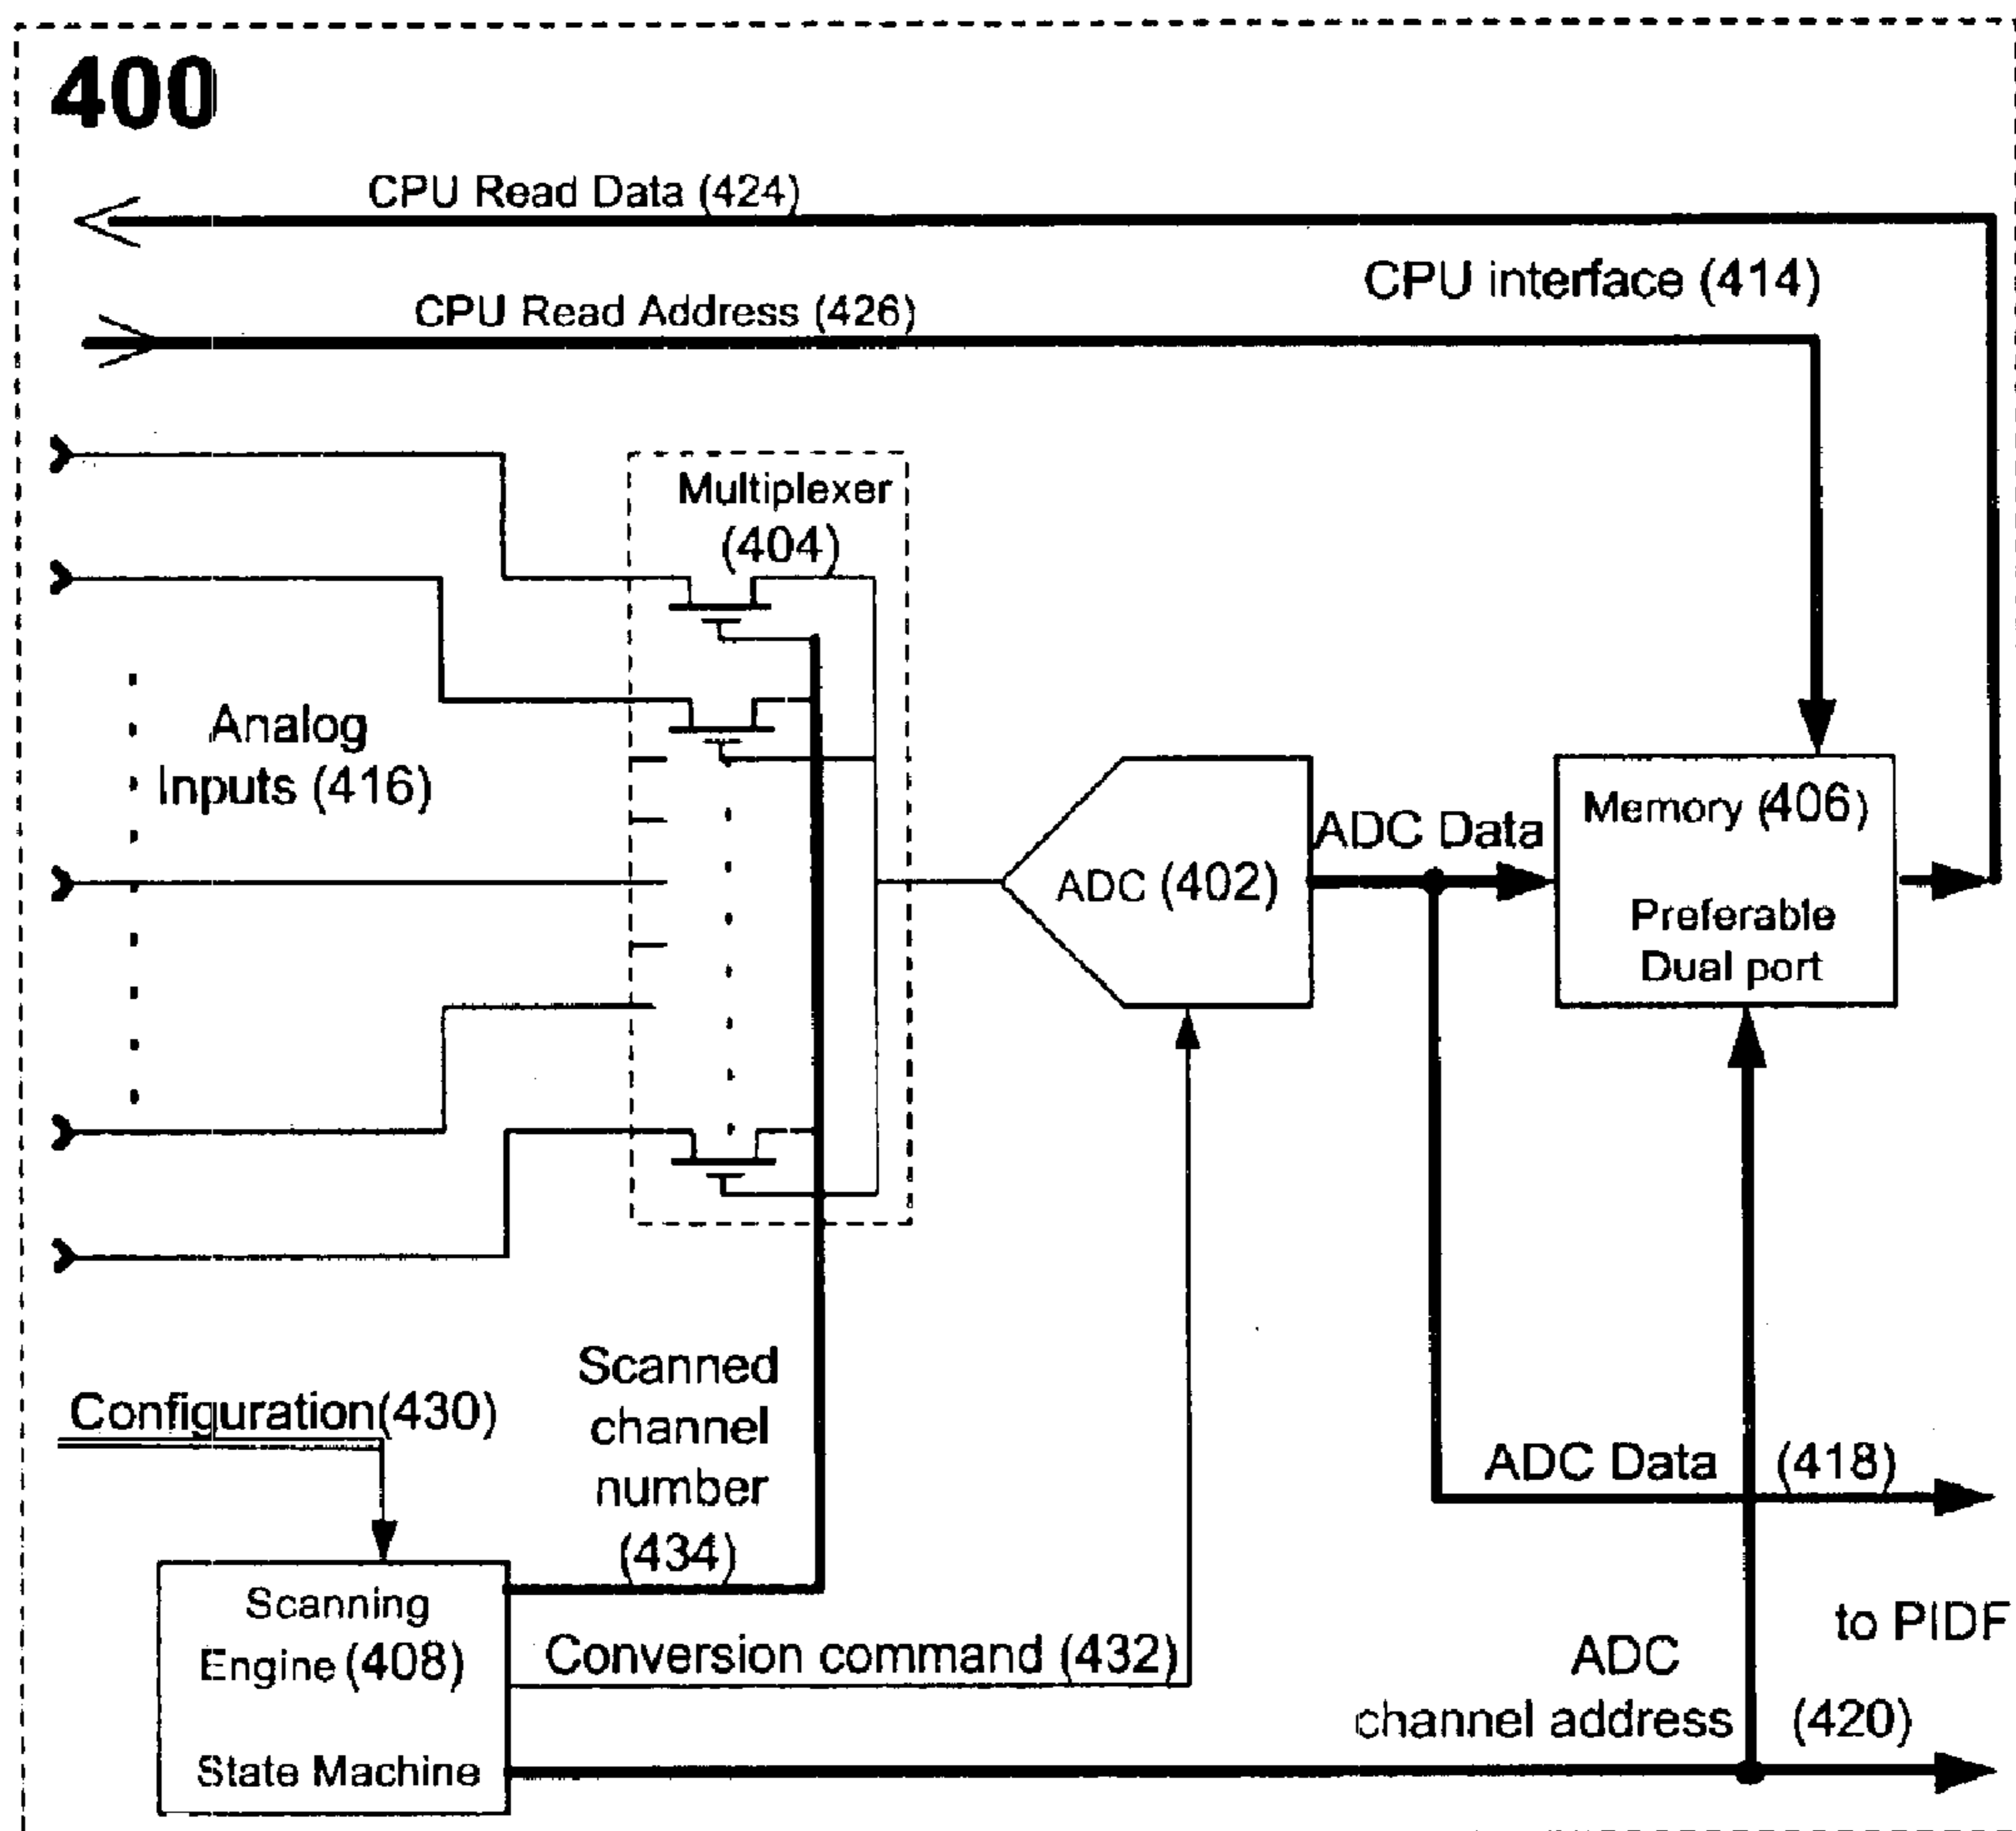 400
CPU Read Data (424)
CPU interface (414)
CPU Read Address (426)
Multiplexer
(404)
Analog
Inputs (416)
ADC (402)
ADC Data
Memory (406)
Preferable
Dual port
Scanned
channel
number
(434)
Configuration(430)
ADC Data (418)
Scanning
Engine (408)
State Machine
Conversion command (432)
to PIDF
ADC
channel address (420)